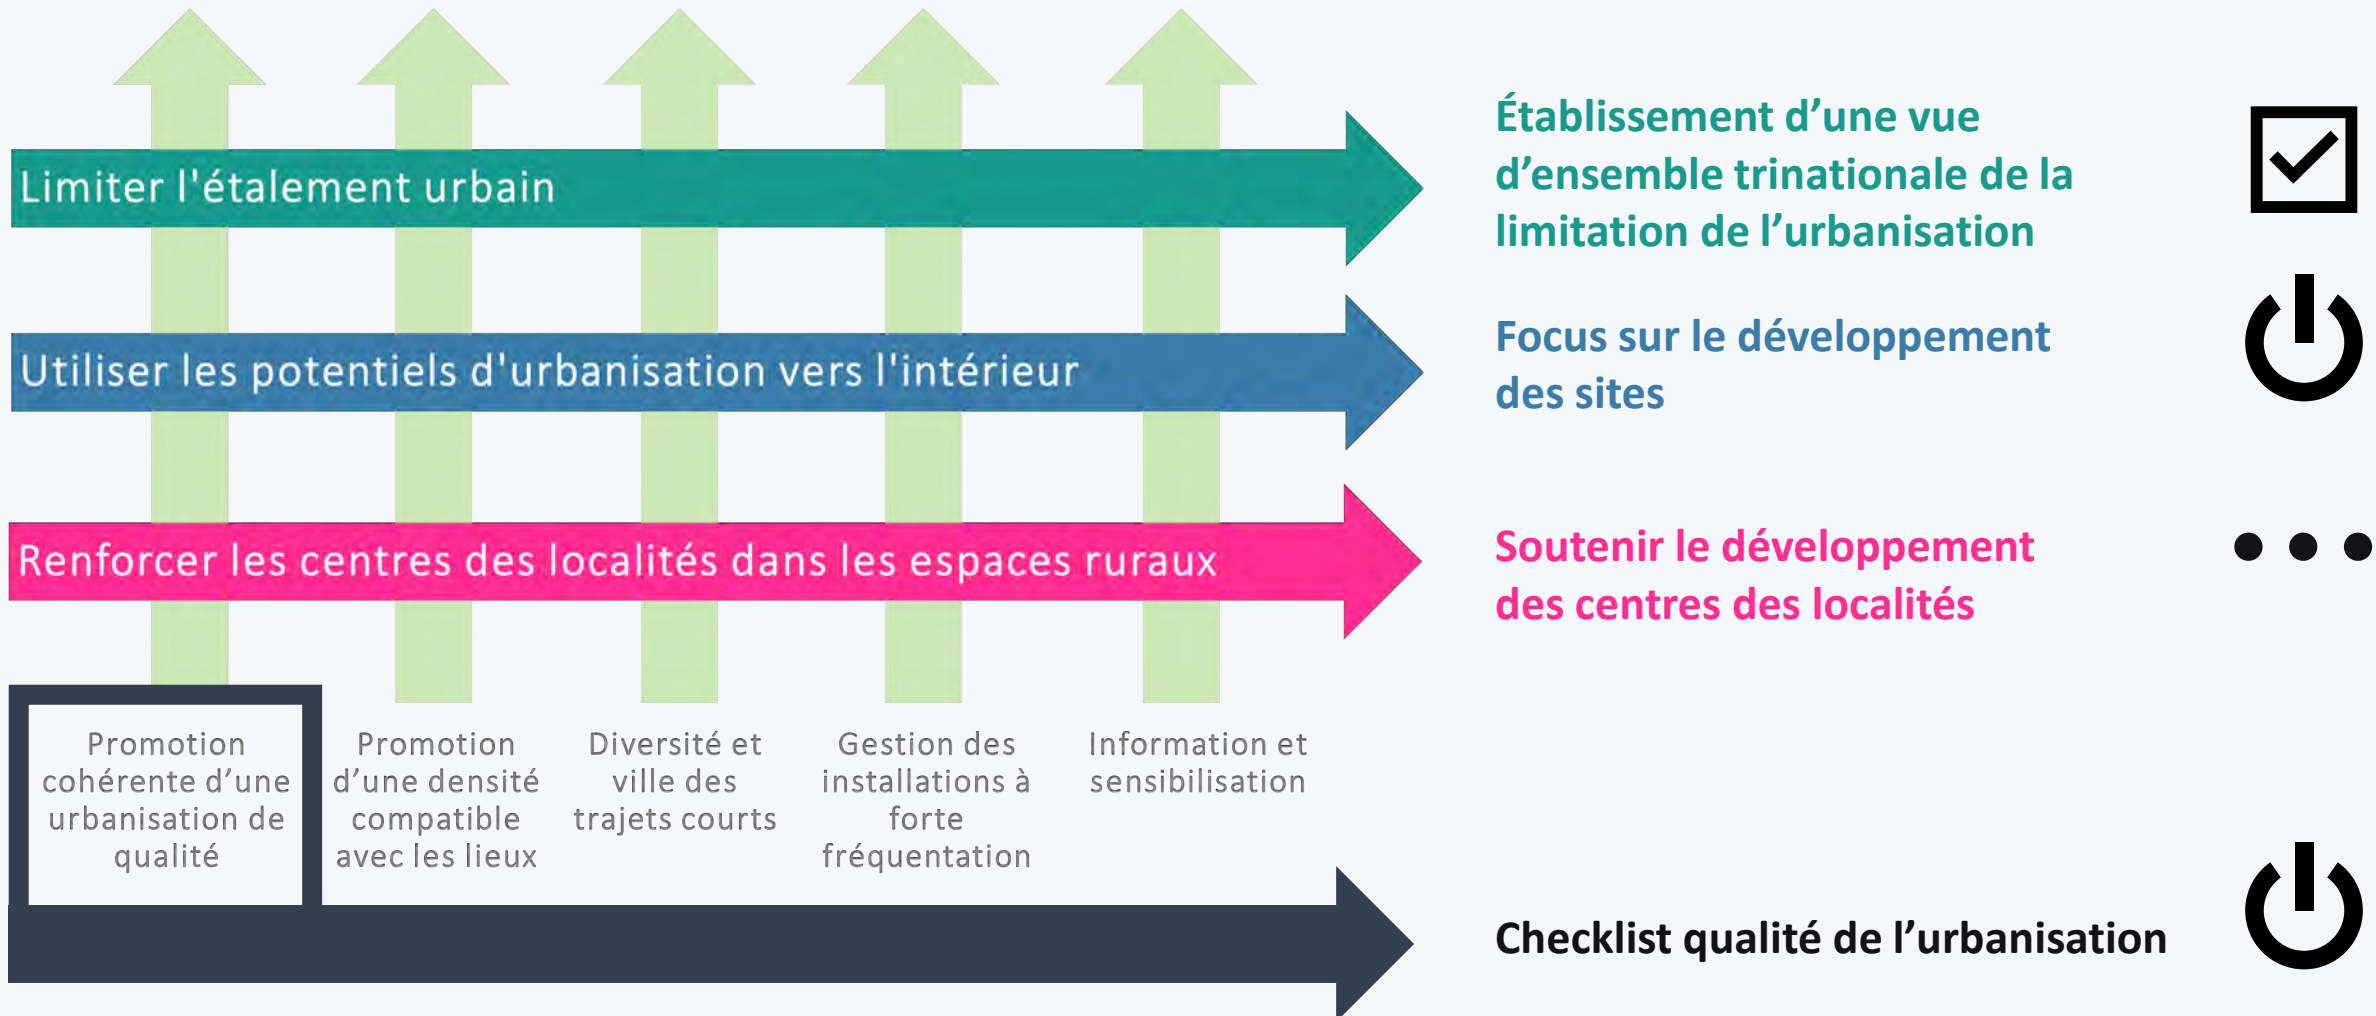 Limiter l'étalement urbain
Établissement d’une vue
d’ensemble trinationale de la
limitation de l’urbanisation
Utiliser les potentiels d'urbanisation vers l'intérieur
Focus sur le développement
des sites
Renforcer les centres des localités dans les espaces ruraux
Soutenir le développement
des centres des localités
Promotion
cohérente d’une
urbanisation de
qualité
Promotion
d’une densité
compatible
avec les lieux
Diversité et
ville des
trajets courts
Gestion des
installations à
forte
fréquentation
Information et
sensibilisation
Checklist qualité de l’urbanisation